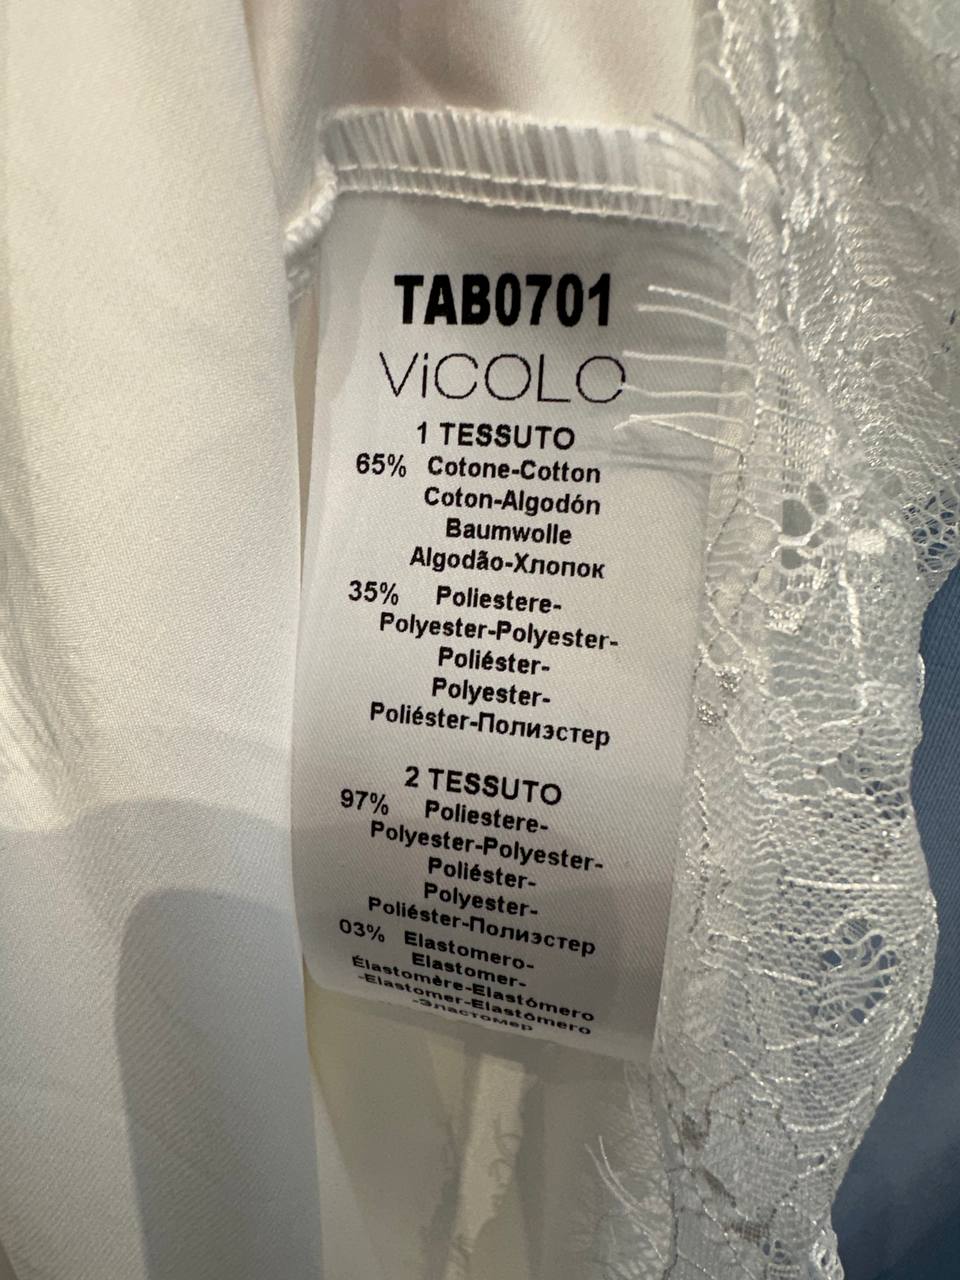 TAB0701
ViCOLO
1 TESSUTO
65% Cotone-Cotton
Coton-Algodón
Baumwolle
Algodão-Хлопок
35% Poliestere-
Polyester-Polyester-
Poliéster-
Polyester-
Poliéster-Полиэстер
2 TESSUTO
97% Poliestere-
Polyester-Polyester-
Poliéster-
Polyester-
Poliéster-Полиэстер
03% Elastomero-
Elastomer-
Élastomère-Elastómero
-Elastomer-Elastómero
-Эластомер